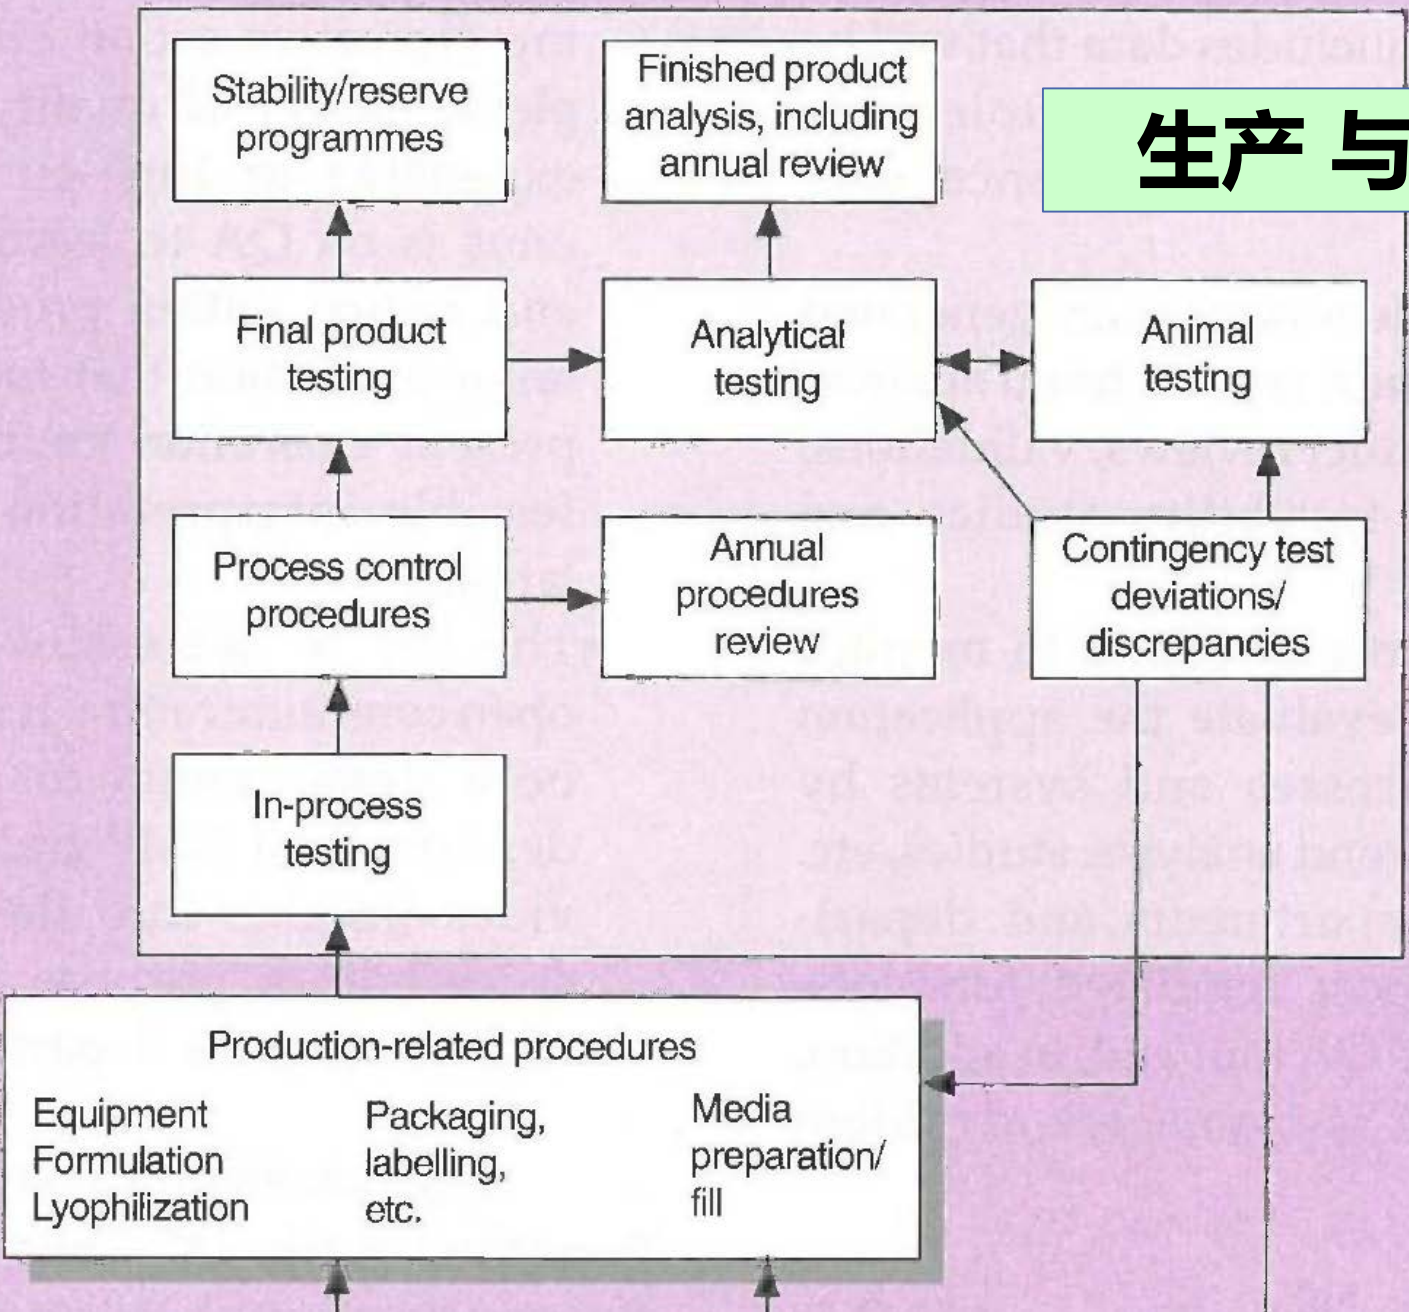 Stability/reserve
programmes
Finished product
analysis, including
annual review
生产 与
Final product
testing
Analytical
testing
Animal
testing
Process control
procedures
Annual
procedures
review
Contingency test
deviations/
discrepancies
In-process
testing
Production-related procedures
Equipment
Formulation
Lyophilization
Packaging,
labelling,
etc.
Media
preparation/
fill